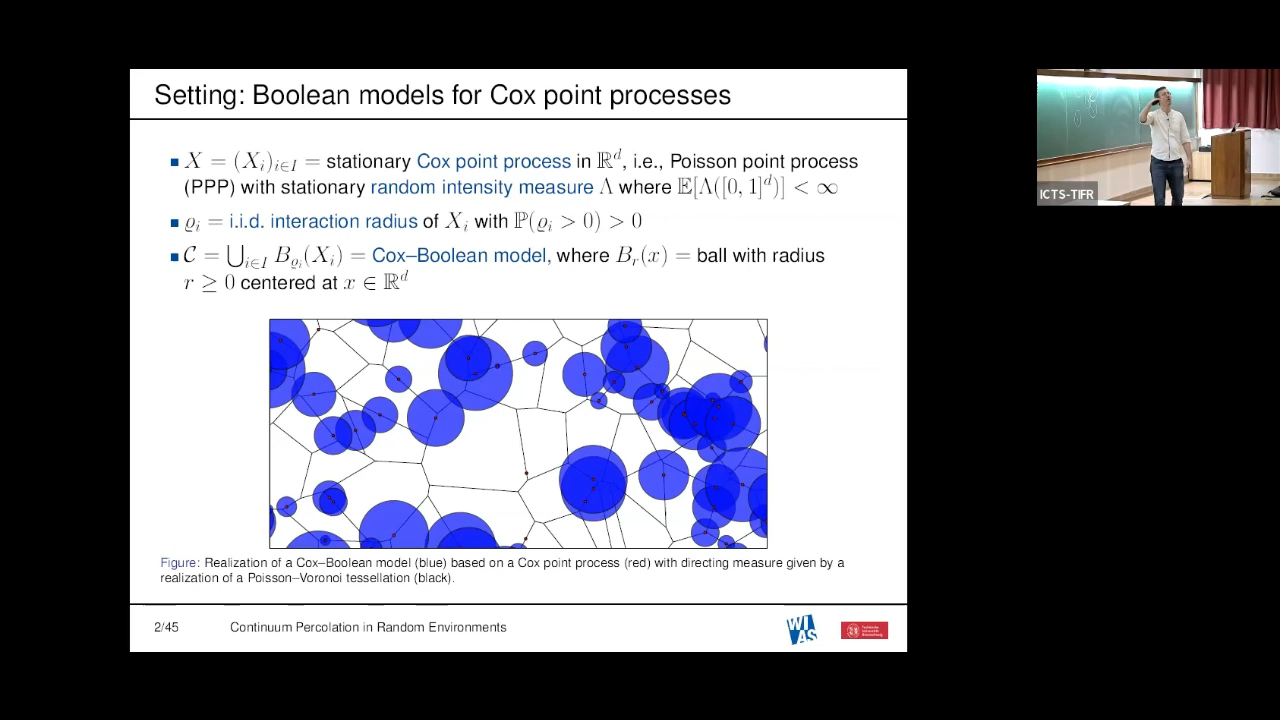 Setting: Boolean models for Cox point processes
X = (X_i)_{i∈I} = stationary Cox point process in ℝ^d, i.e., Poisson point process
(PPP) with stationary random intensity measure Λ where 𝔼[Λ([0, 1]^d)] < ∞
ϱ_i = i.i.d. interaction radius of X_i with ℙ(ϱ_i > 0) > 0
𝒞 = ⋃_{i∈I} B_{ϱ_i}(X_i) = Cox–Boolean model, where B_r(x) = ball with radius
r ≥ 0 centered at x ∈ ℝ^d
Figure: Realization of a Cox–Boolean model (blue) based on a Cox point process (red) with directing measure given by a
realization of a Poisson–Voronoi tessellation (black).
2/45 Continuum Percolation in Random Environments
WI
AS
ICTS-TIFR